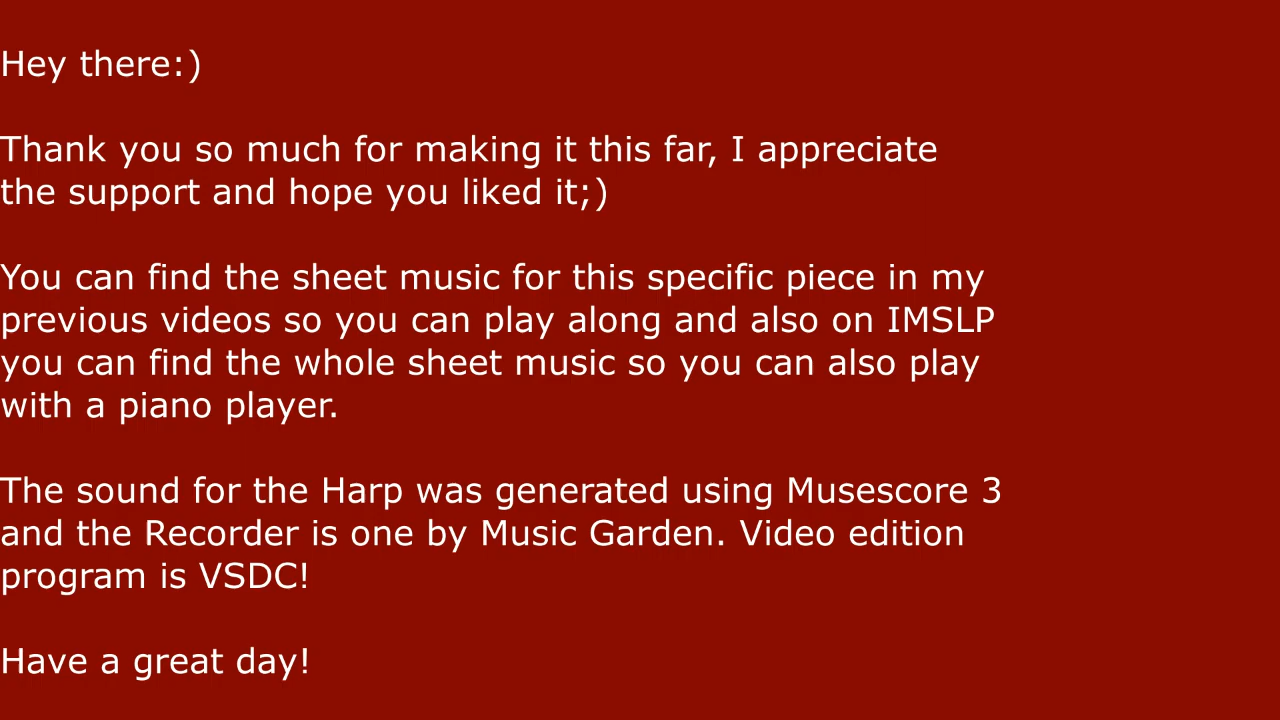 Hey there:)
Thank you so much for making it this far, I appreciate
the support and hope you liked it;)
You can find the sheet music for this specific piece in my
previous videos so you can play along and also on IMSLP
you can find the whole sheet music so you can also play
with a piano player.
The sound for the Harp was generated using Musescore 3
and the Recorder is one by Music Garden. Video edition
program is VSDC!
Have a great day!